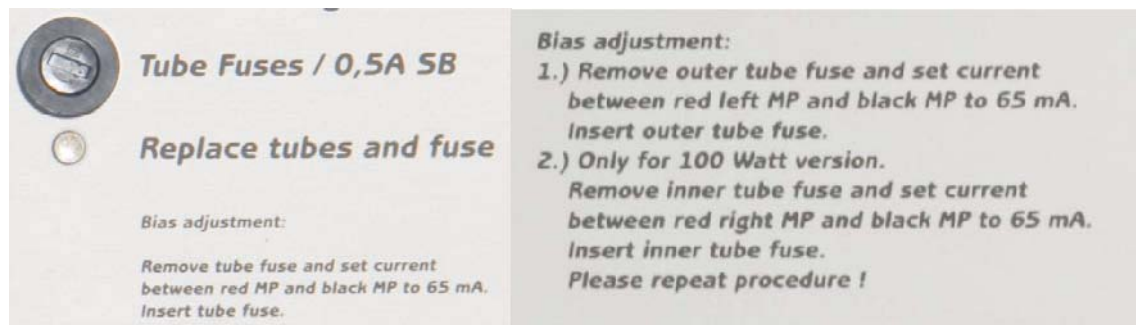 Tube Fuses / 0,5A SB
Replace tubes and fuse
Bias adjustment:
Remove tube fuse and set current
between red MP and black MP to 65 mA.
Insert tube fuse.
Bias adjustment:
1.) Remove outer tube fuse and set current
between red left MP and black MP to 65 mA.
Insert outer tube fuse.
2.) Only for 100 Watt version.
Remove inner tube fuse and set current
between red right MP and black MP to 65 mA.
Insert inner tube fuse.
Please repeat procedure !